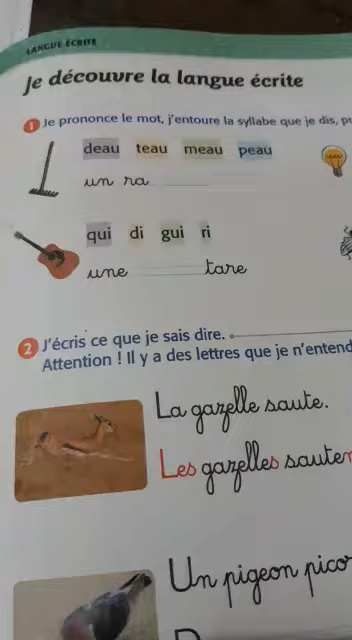 LANGUE ÉCRITE
Je découvre la langue écrite
1 Je prononce le mot, j'entoure la syllabe que je dis,
deau teau meau peau
un ra
qui di gui ri
une tare
2 J'écris ce que je sais dire.
Attention ! Il y a des lettres que je n'entend
La gazelle saute.
Les gazelles sauten
Un pigeon pico